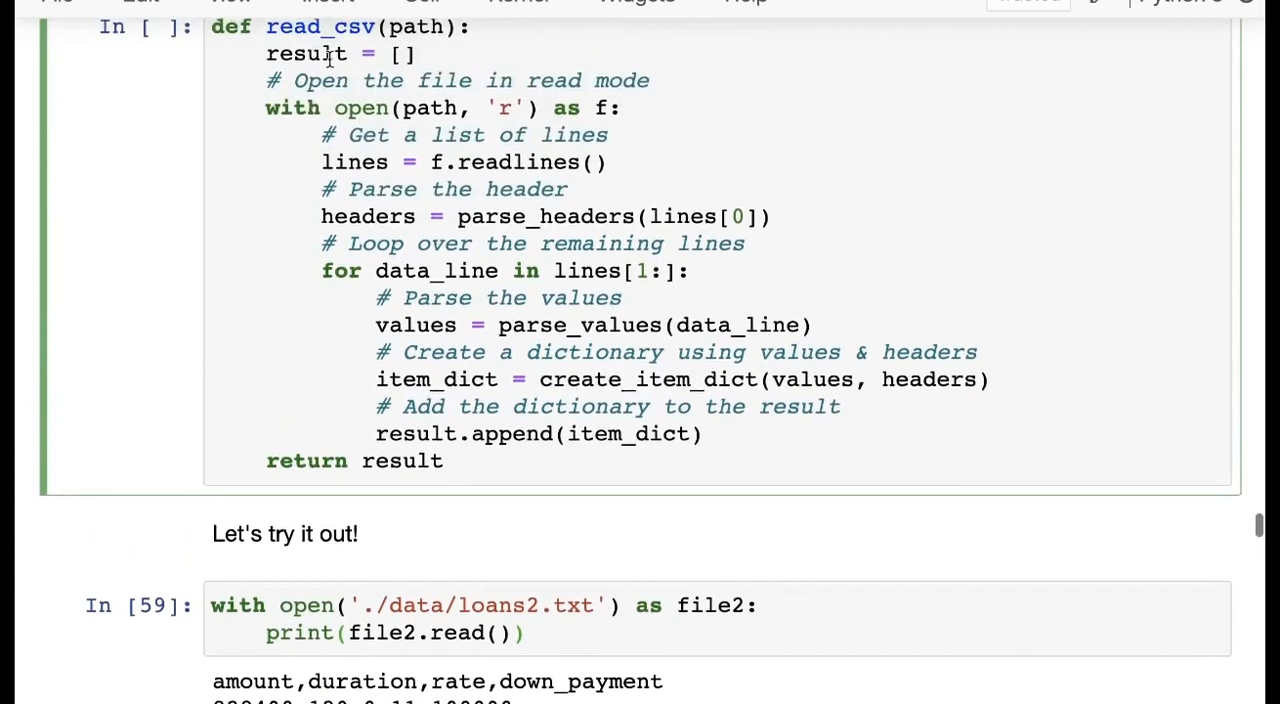 In [ ]: def read_csv(path):
result = []
# Open the file in read mode
with open(path, 'r') as f:
# Get a list of lines
lines = f.readlines()
# Parse the header
headers = parse_headers(lines[0])
# Loop over the remaining lines
for data_line in lines[1:]:
# Parse the values
values = parse_values(data_line)
# Create a dictionary using values & headers
item_dict = create_item_dict(values, headers)
# Add the dictionary to the result
result.append(item_dict)
return result
Let's try it out!
In [59]: with open('./data/loans2.txt') as file2:
print(file2.read())
amount,duration,rate,down_payment